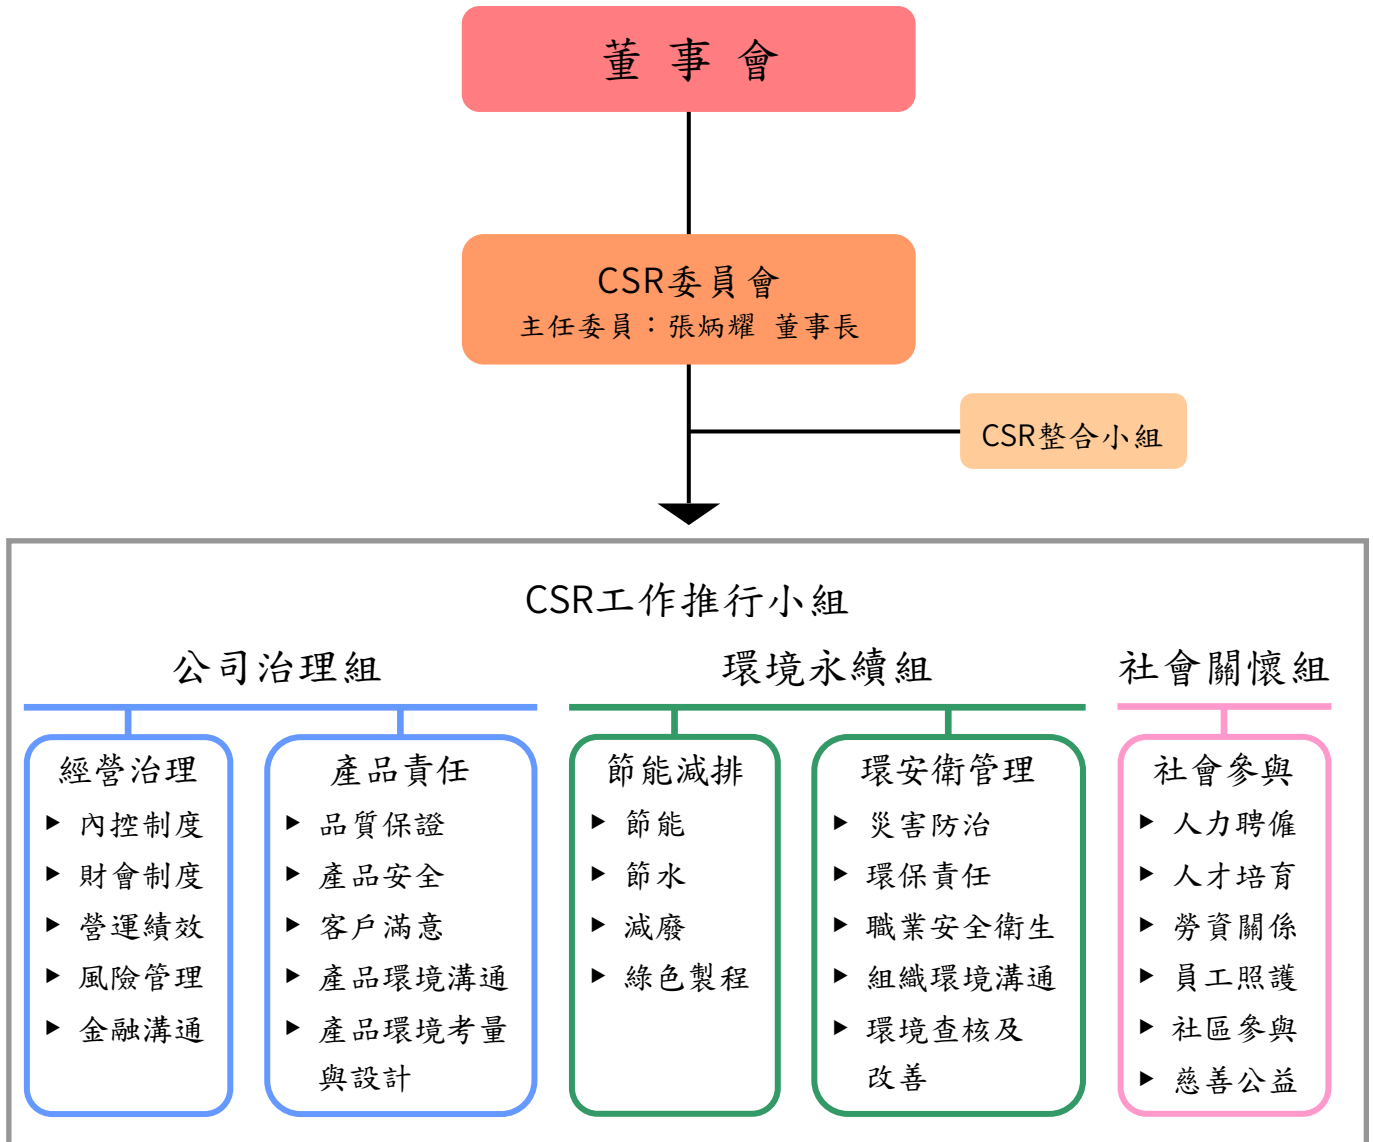 董事會
CSR委員會
主任委員：張炳耀 董事長
CSR整合小組
CSR工作推行小組
公司治理組
經營治理
▶ 內控制度
▶ 財會制度
▶ 營運績效
▶ 風險管理
▶ 金融溝通
產品責任
▶ 品質保證
▶ 產品安全
▶ 客戶滿意
▶ 產品環境溝通
▶ 產品環境考量
與設計
環境永續組
節能減排
▶ 節能
▶ 節水
▶ 減廢
▶ 綠色製程
環安衛管理
▶ 災害防治
▶ 環保責任
▶ 職業安全衛生
▶ 組織環境溝通
▶ 環境查核及
改善
社會關懷組
社會參與
▶ 人力聘僱
▶ 人才培育
▶ 勞資關係
▶ 員工照護
▶ 社區參與
▶ 慈善公益